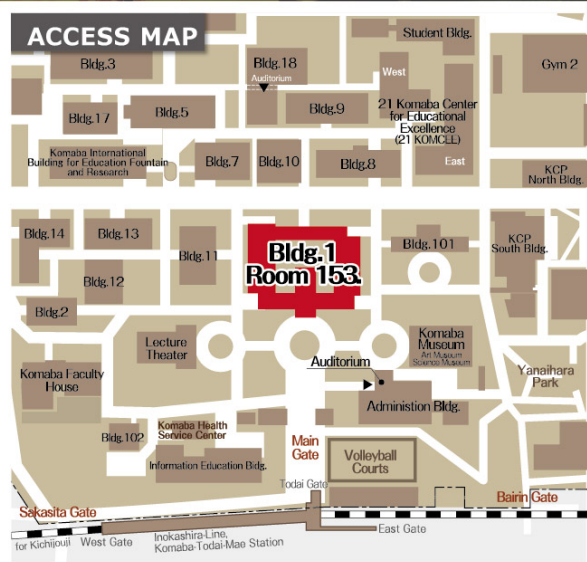 ACCESS MAP
Student Bldg.
Bldg.3
Bldg.18
Auditorium
West
Gym 2
Bldg.17
Bldg.5
Bldg.9
21 Komaba Center
for Educational
Excellence
(21 KOMCEE)
East
Komaba International
Building for Education Fountain
and Research
Bldg.7
Bldg.10
Bldg.8
KCP
North Bldg.
Bldg.14
Bldg.13
Bldg.11
Bldg.1
Room 153.
Bldg.101
KCP
South Bldg.
Bldg.12
Bldg.2
Lecture
Theater
Komaba
Museum
Art Museum
Science Museum
Auditorium
Komaba Faculty
House
Yanaihara
Park
Administion Bldg.
Bldg.102
Komaba Health
Service Center
Information Education Bldg.
Main
Gate
Volleyball
Courts
Todai Gate
Sakasita Gate
Bairin Gate
for Kichijouji
West Gate
Inokashira-Line,
Komaba-Todai-Mae Station
East Gate